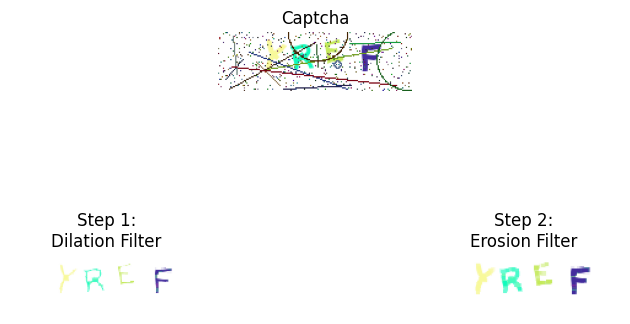 Captcha
YREF
Step 1:
Dilation Filter
YREF
Step 2:
Erosion Filter
YREF